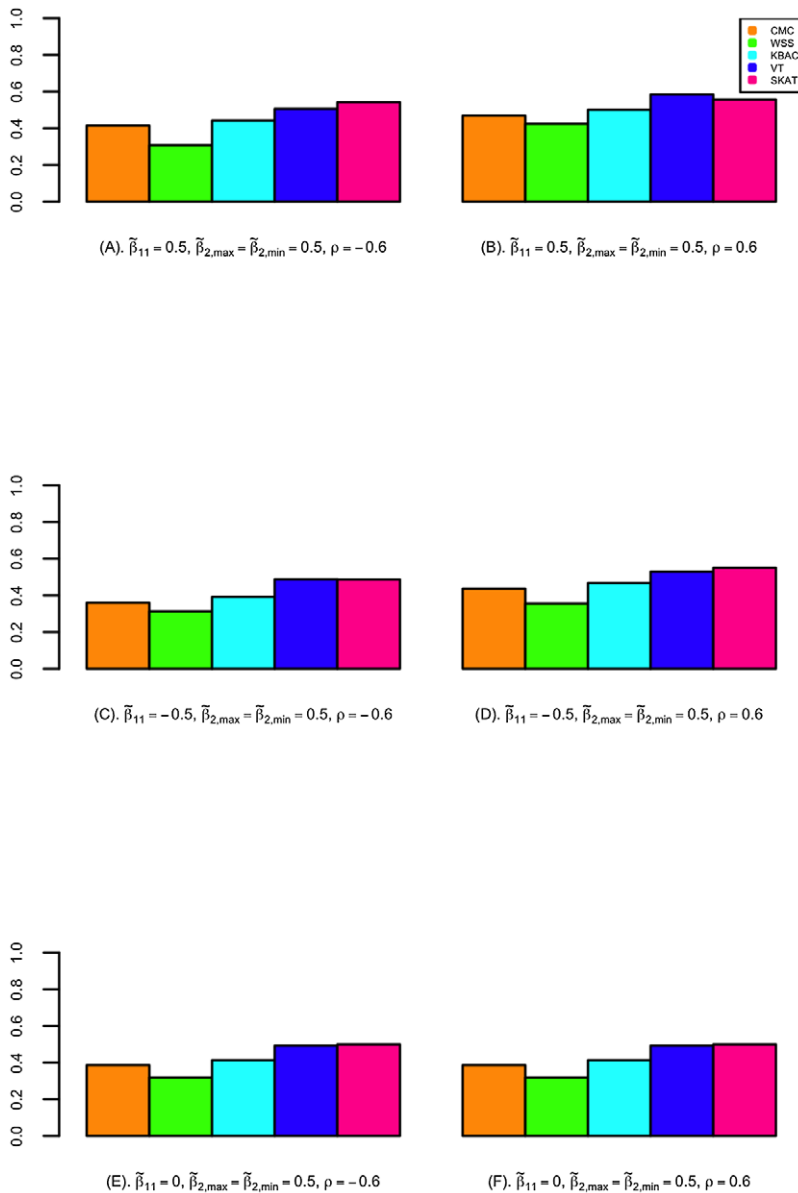 0.0 0.2 0.4 0.6 0.8 1.0
CMC
WSS
KBAC
VT
SKAT
(A). β̃₁₁ = 0.5, β̃₂,max = β̃₂,min = 0.5, ρ = −0.6
(B). β̃₁₁ = 0.5, β̃₂,max = β̃₂,min = 0.5, ρ = 0.6
0.0 0.2 0.4 0.6 0.8 1.0
(C). β̃₁₁ = −0.5, β̃₂,max = β̃₂,min = 0.5, ρ = −0.6
(D). β̃₁₁ = −0.5, β̃₂,max = β̃₂,min = 0.5, ρ = 0.6
0.0 0.2 0.4 0.6 0.8 1.0
(E). β̃₁₁ = 0, β̃₂,max = β̃₂,min = 0.5, ρ = −0.6
(F). β̃₁₁ = 0, β̃₂,max = β̃₂,min = 0.5, ρ = 0.6